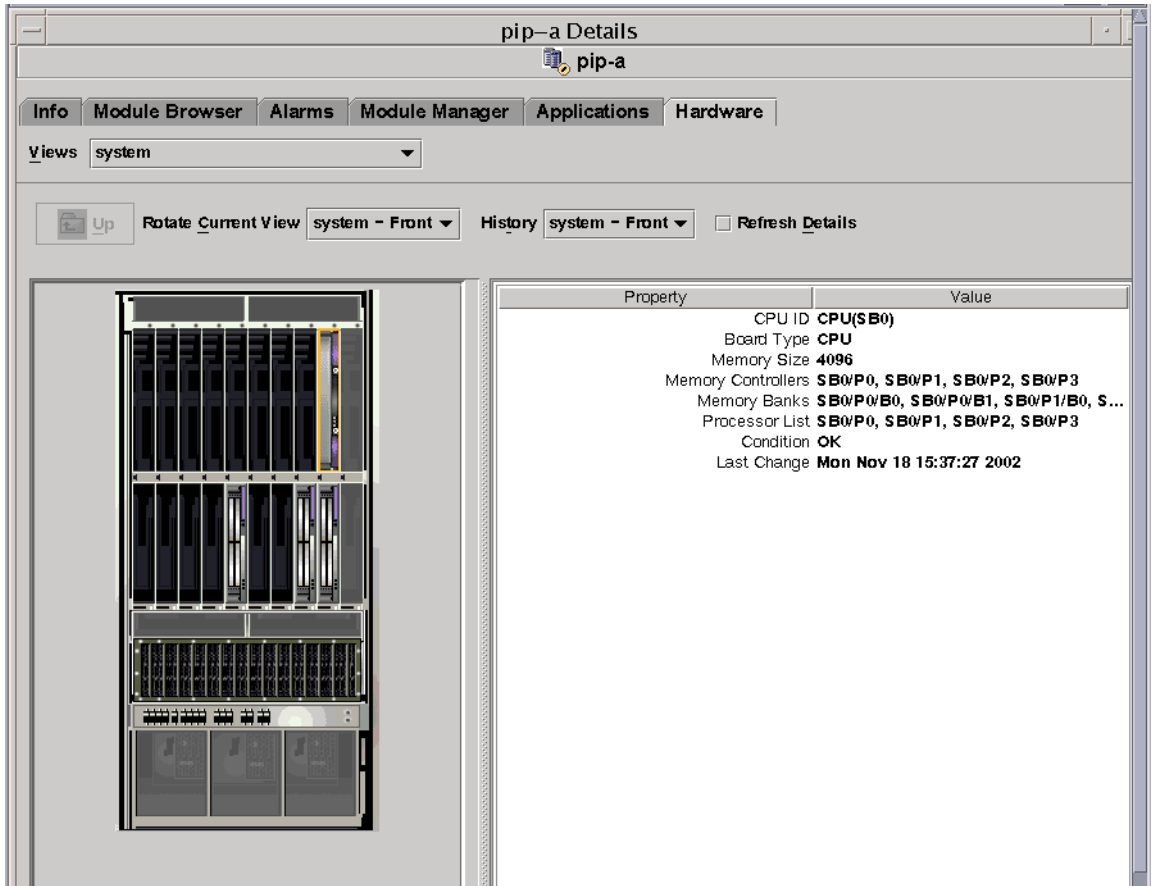 pip–a Details
pip-a
Info Module Browser Alarms Module Manager Applications Hardware
Views system
Up Rotate Current View system - Front History system - Front Refresh Details
Property Value
CPU ID CPU(SB0)
Board Type CPU
Memory Size 4096
Memory Controllers SB0/P0, SB0/P1, SB0/P2, SB0/P3
Memory Banks SB0/P0/B0, SB0/P0/B1, SB0/P1/B0, S...
Processor List SB0/P0, SB0/P1, SB0/P2, SB0/P3
Condition OK
Last Change Mon Nov 18 15:37:27 2002